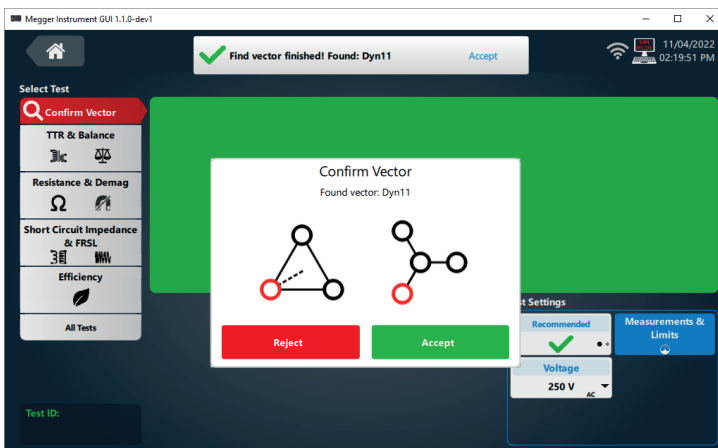 Megger Instrument GUI 1.1.0-dev1
Find vector finished! Found: Dyn11 Accept
11/04/2022
02:19:51 PM
Select Test
Confirm Vector
TTR & Balance
Resistance & Demag
Ω
Short Circuit Impedance
& FRSL
Efficiency
All Tests
Confirm Vector
Found vector: Dyn11
Reject
Accept
st Settings
Recommended
Measurements &
Limits
Voltage
250 V
AC
Test ID: